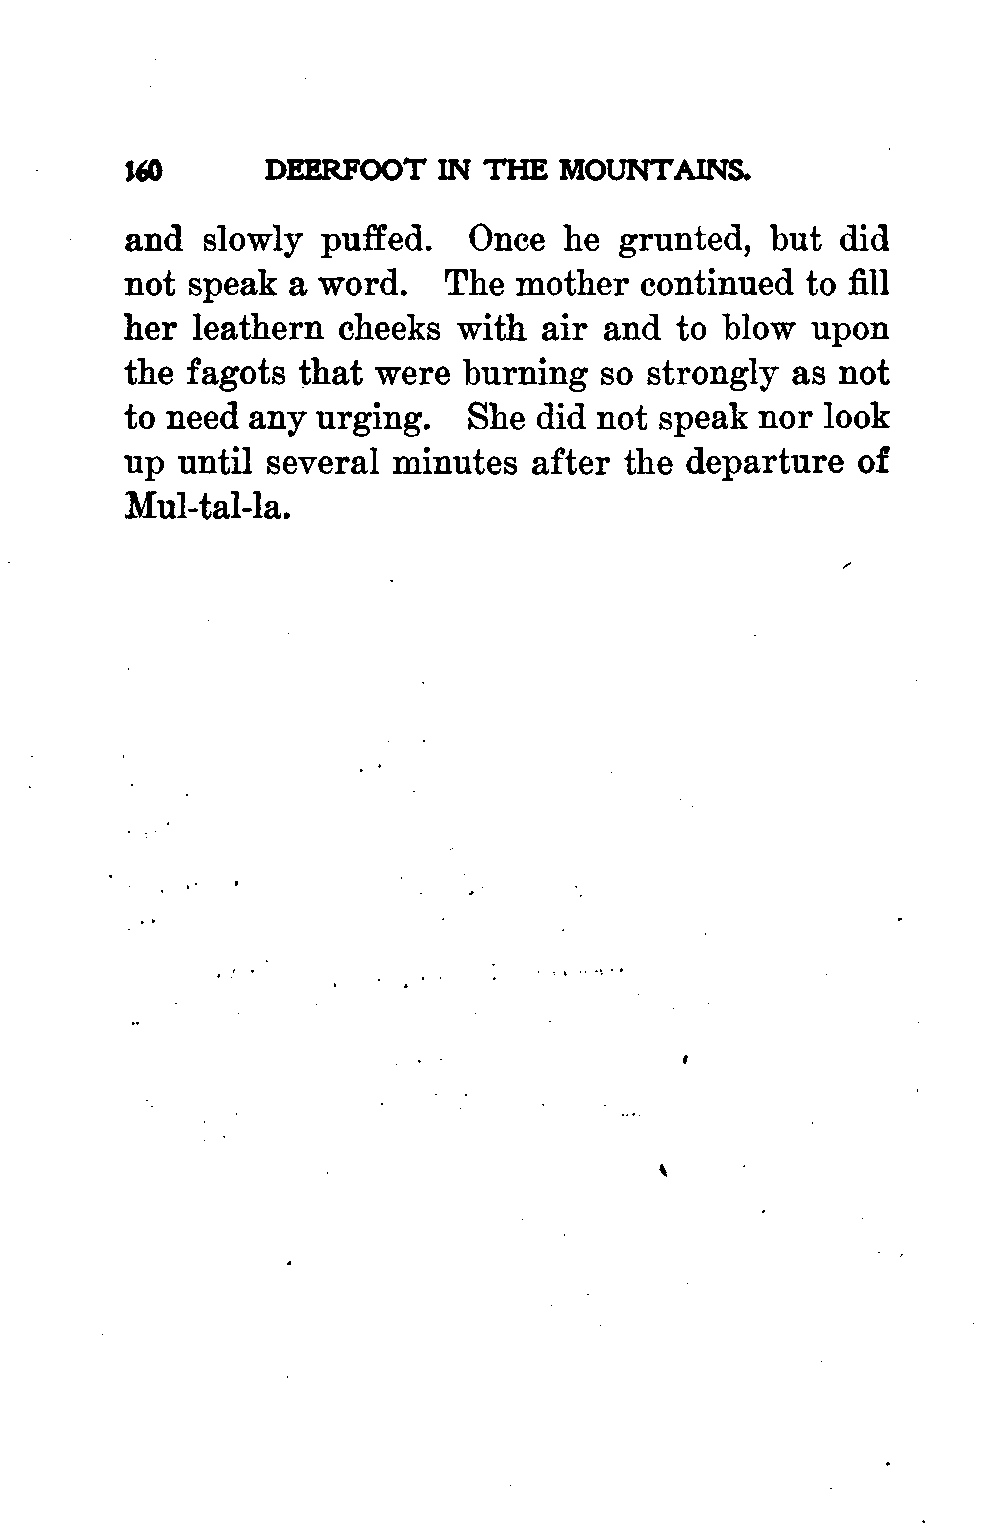 160 DEERFOOT IN THE MOUNTAINS.
and slowly puffed. Once he grunted, but did
not speak a word. The mother continued to fill
her leathern cheeks with air and to blow upon
the fagots that were burning so strongly as not
to need any urging. She did not speak nor look
up until several minutes after the departure of
Mul-tal-la.